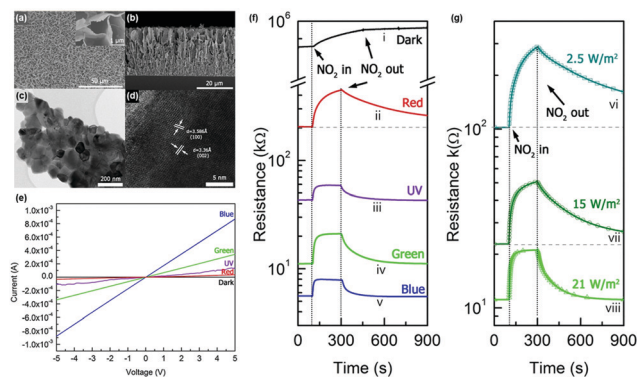 (a)
μm
50 μm
(b)
20 μm
(c)
200 nm
(d)
d=3.586Å
(100)
d=3.36Å
(002)
5 nm
(e)
Current (A)
1.0x10⁻³
8.0x10⁻⁴
6.0x10⁻⁴
4.0x10⁻⁴
2.0x10⁻⁴
0.0
-2.0x10⁻⁴
-4.0x10⁻⁴
-6.0x10⁻⁴
-8.0x10⁻⁴
-1.0x10⁻³
Blue
Green
UV
Red
Dark
-5 -4 -3 -2 -1 0 1 2 3 4 5
Voltage (V)
(f)
Resistance (kΩ)
10⁶
10²
10¹
Dark
i
NO₂ in
NO₂ out
Red
ii
UV
iii
Green
iv
Blue
v
0 300 600 900
Time (s)
(g)
Resistance k(Ω)
10²
10¹
2.5 W/m²
vi
NO₂ out
NO₂ in
15 W/m²
vii
21 W/m²
viii
0 300 600 900
Time (s)